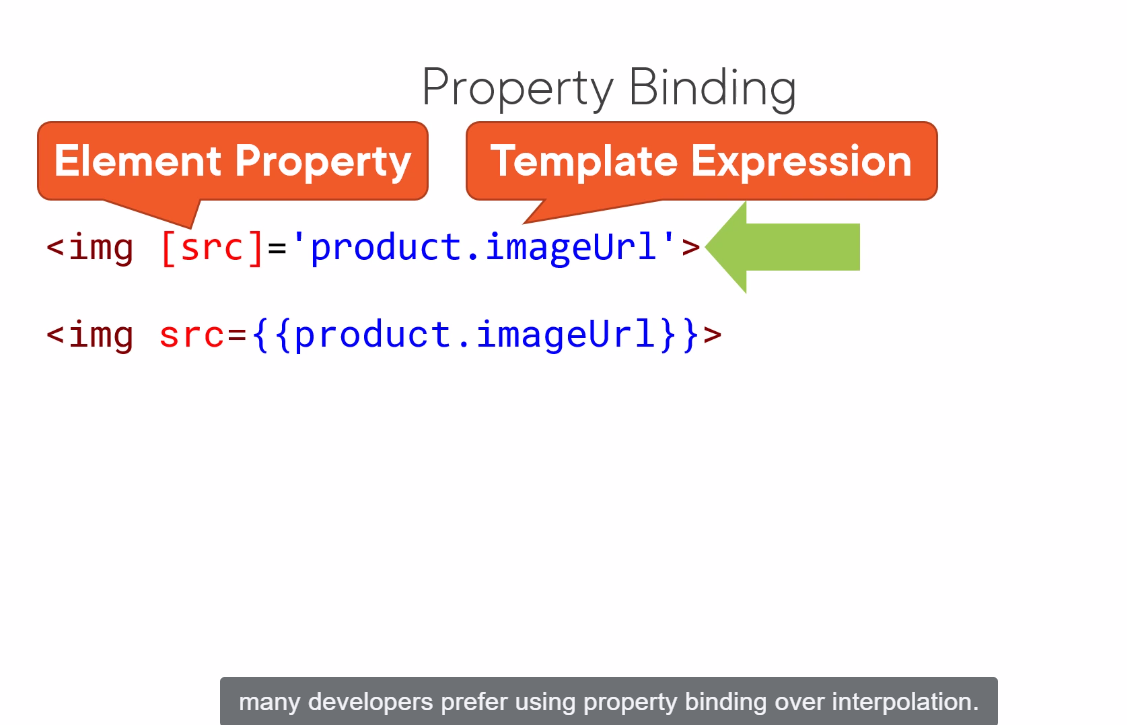 Property Binding
Element Property
Template Expression
<img [src]='product.imageUrl'>
<img src={{product.imageUrl}}>
many developers prefer using property binding over interpolation.